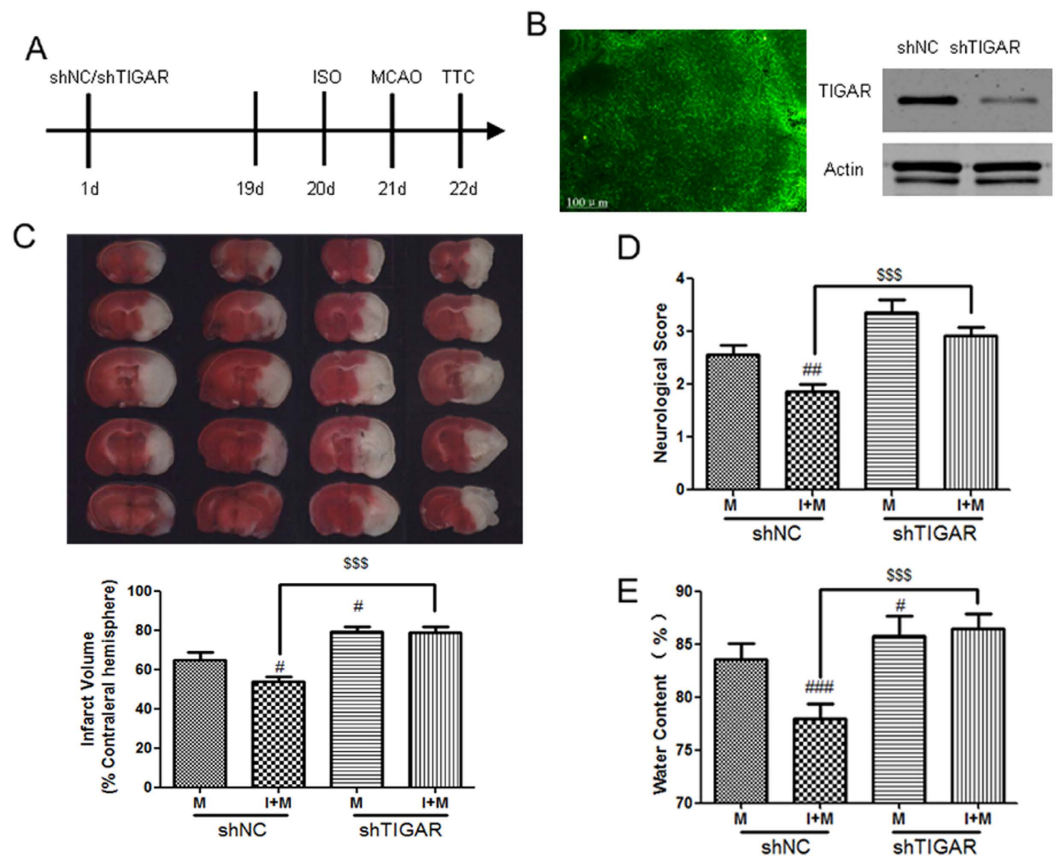 A
shNC/shTIGAR ISO MCAO TTC
1d 19d 20d 21d 22d
B
100 μm
shNC shTIGAR
TIGAR
Actin
C
Infarct Volume
(% Contraleral hemisphere)
100
80
60
40
20
0
$$$
#
#
M I+M M I+M
shNC shTIGAR
D
Neurological Score
4
3
2
1
0
$$$
##
M I+M M I+M
shNC shTIGAR
E
Water Content ( % )
90
85
80
75
70
$$$
#
###
M I+M M I+M
shNC shTIGAR